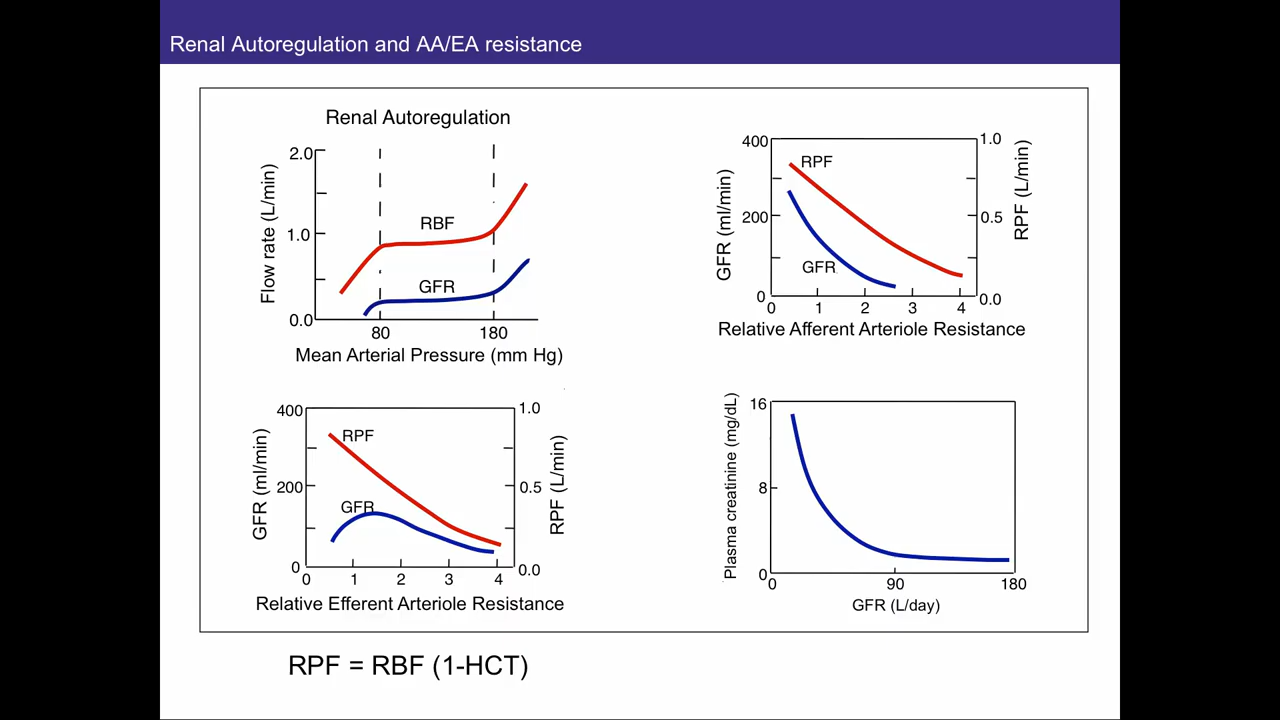 Renal Autoregulation and AA/EA resistance
Renal Autoregulation
2.0
1.0
0.0
Flow rate (L/min)
RBF
GFR
80
180
Mean Arterial Pressure (mm Hg)
400
200
0
GFR (ml/min)
RPF
GFR
1.0
0.5
0.0
RPF (L/min)
0
1
2
3
4
Relative Afferent Arteriole Resistance
400
200
0
GFR (ml/min)
RPF
GFR
1.0
0.5
0.0
RPF (L/min)
0
1
2
3
4
Relative Efferent Arteriole Resistance
16
8
0
Plasma creatinine (mg/dL)
0
90
180
GFR (L/day)
RPF = RBF (1-HCT)